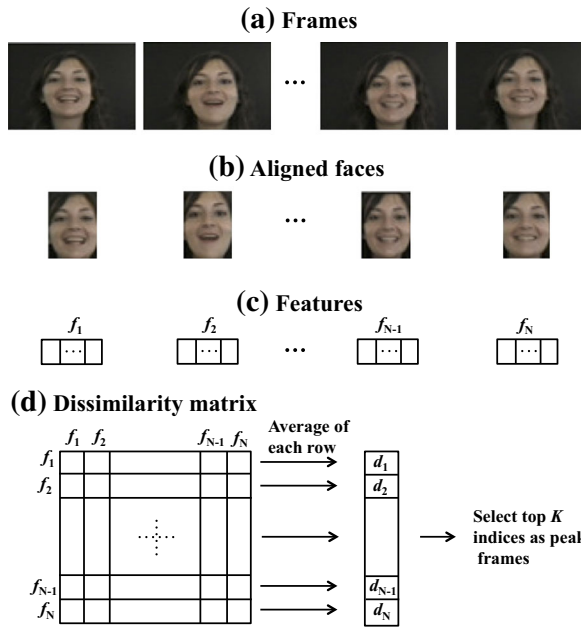 (a) Frames
...
(b) Aligned faces
...
(c) Features
f1 f2 fN-1 fN
... ... ... ... ...
(d) Dissimilarity matrix
f1 f2 fN-1 fN
Average of
each row
f1
f2
fN-1
fN
d1
d2
dN-1
dN
Select top K
indices as peak
frames